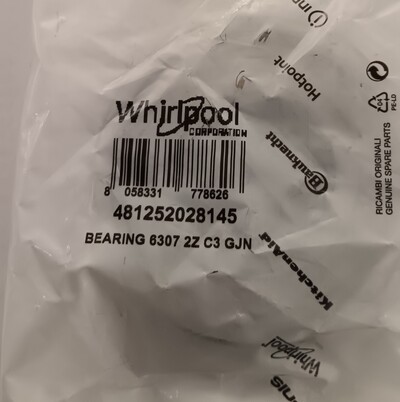 Whirlpool
CORPORATION
8 058331 778626
481252028145
BEARING 6307 2Z C3 GJN
Hotpoint
Bauknecht
KitchenAid
Whirlpool
04
PE-LD
RICAMBI ORIGINALI
GENUINE SPARE PARTS